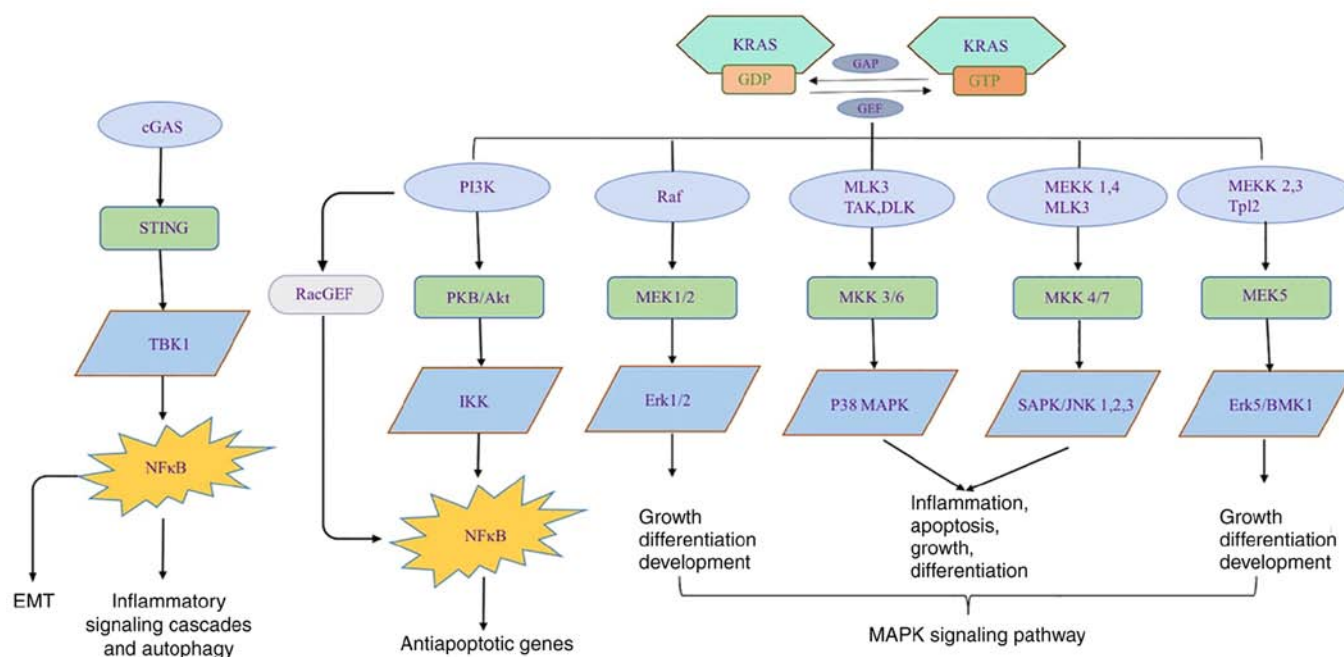 KRAS
KRAS
GAP
GDP
GTP
GEF
cGAS
PI3K
Raf
MLK3
TAK,DLK
MEKK 1,4
MLK3
MEKK 2,3
Tpl2
STING
RacGEF
PKB/Akt
MEK1/2
MKK 3/6
MKK 4/7
MEK5
TBK1
IKK
Erk1/2
P38 MAPK
SAPK/JNK 1,2,3
Erk5/BMK1
NFκB
NFκB
Growth
differentiation
development
Inflammation,
apoptosis,
growth,
differentiation
Growth
differentiation
development
EMT
Inflammatory
signaling cascades
and autophagy
Antiapoptotic genes
MAPK signaling pathway